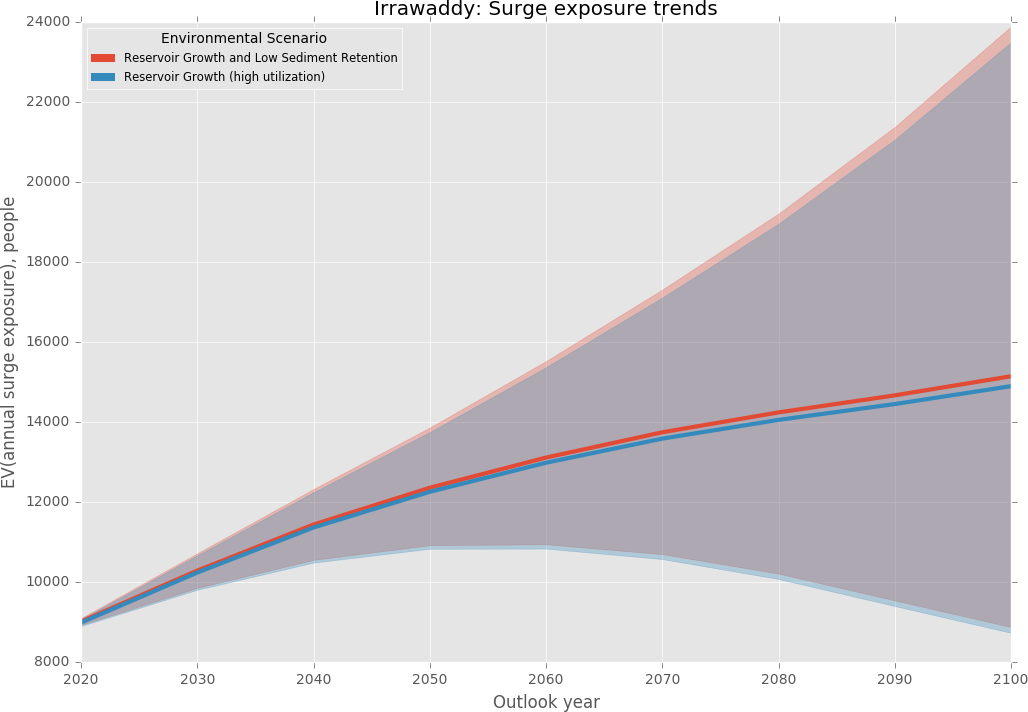 Irrawaddy: Surge exposure trends
Environmental Scenario
Reservoir Growth and Low Sediment Retention
Reservoir Growth (high utilization)
EV(annual surge exposure), people
24000
22000
20000
18000
16000
14000
12000
10000
8000
2020 2030 2040 2050 2060 2070 2080 2090 2100
Outlook year